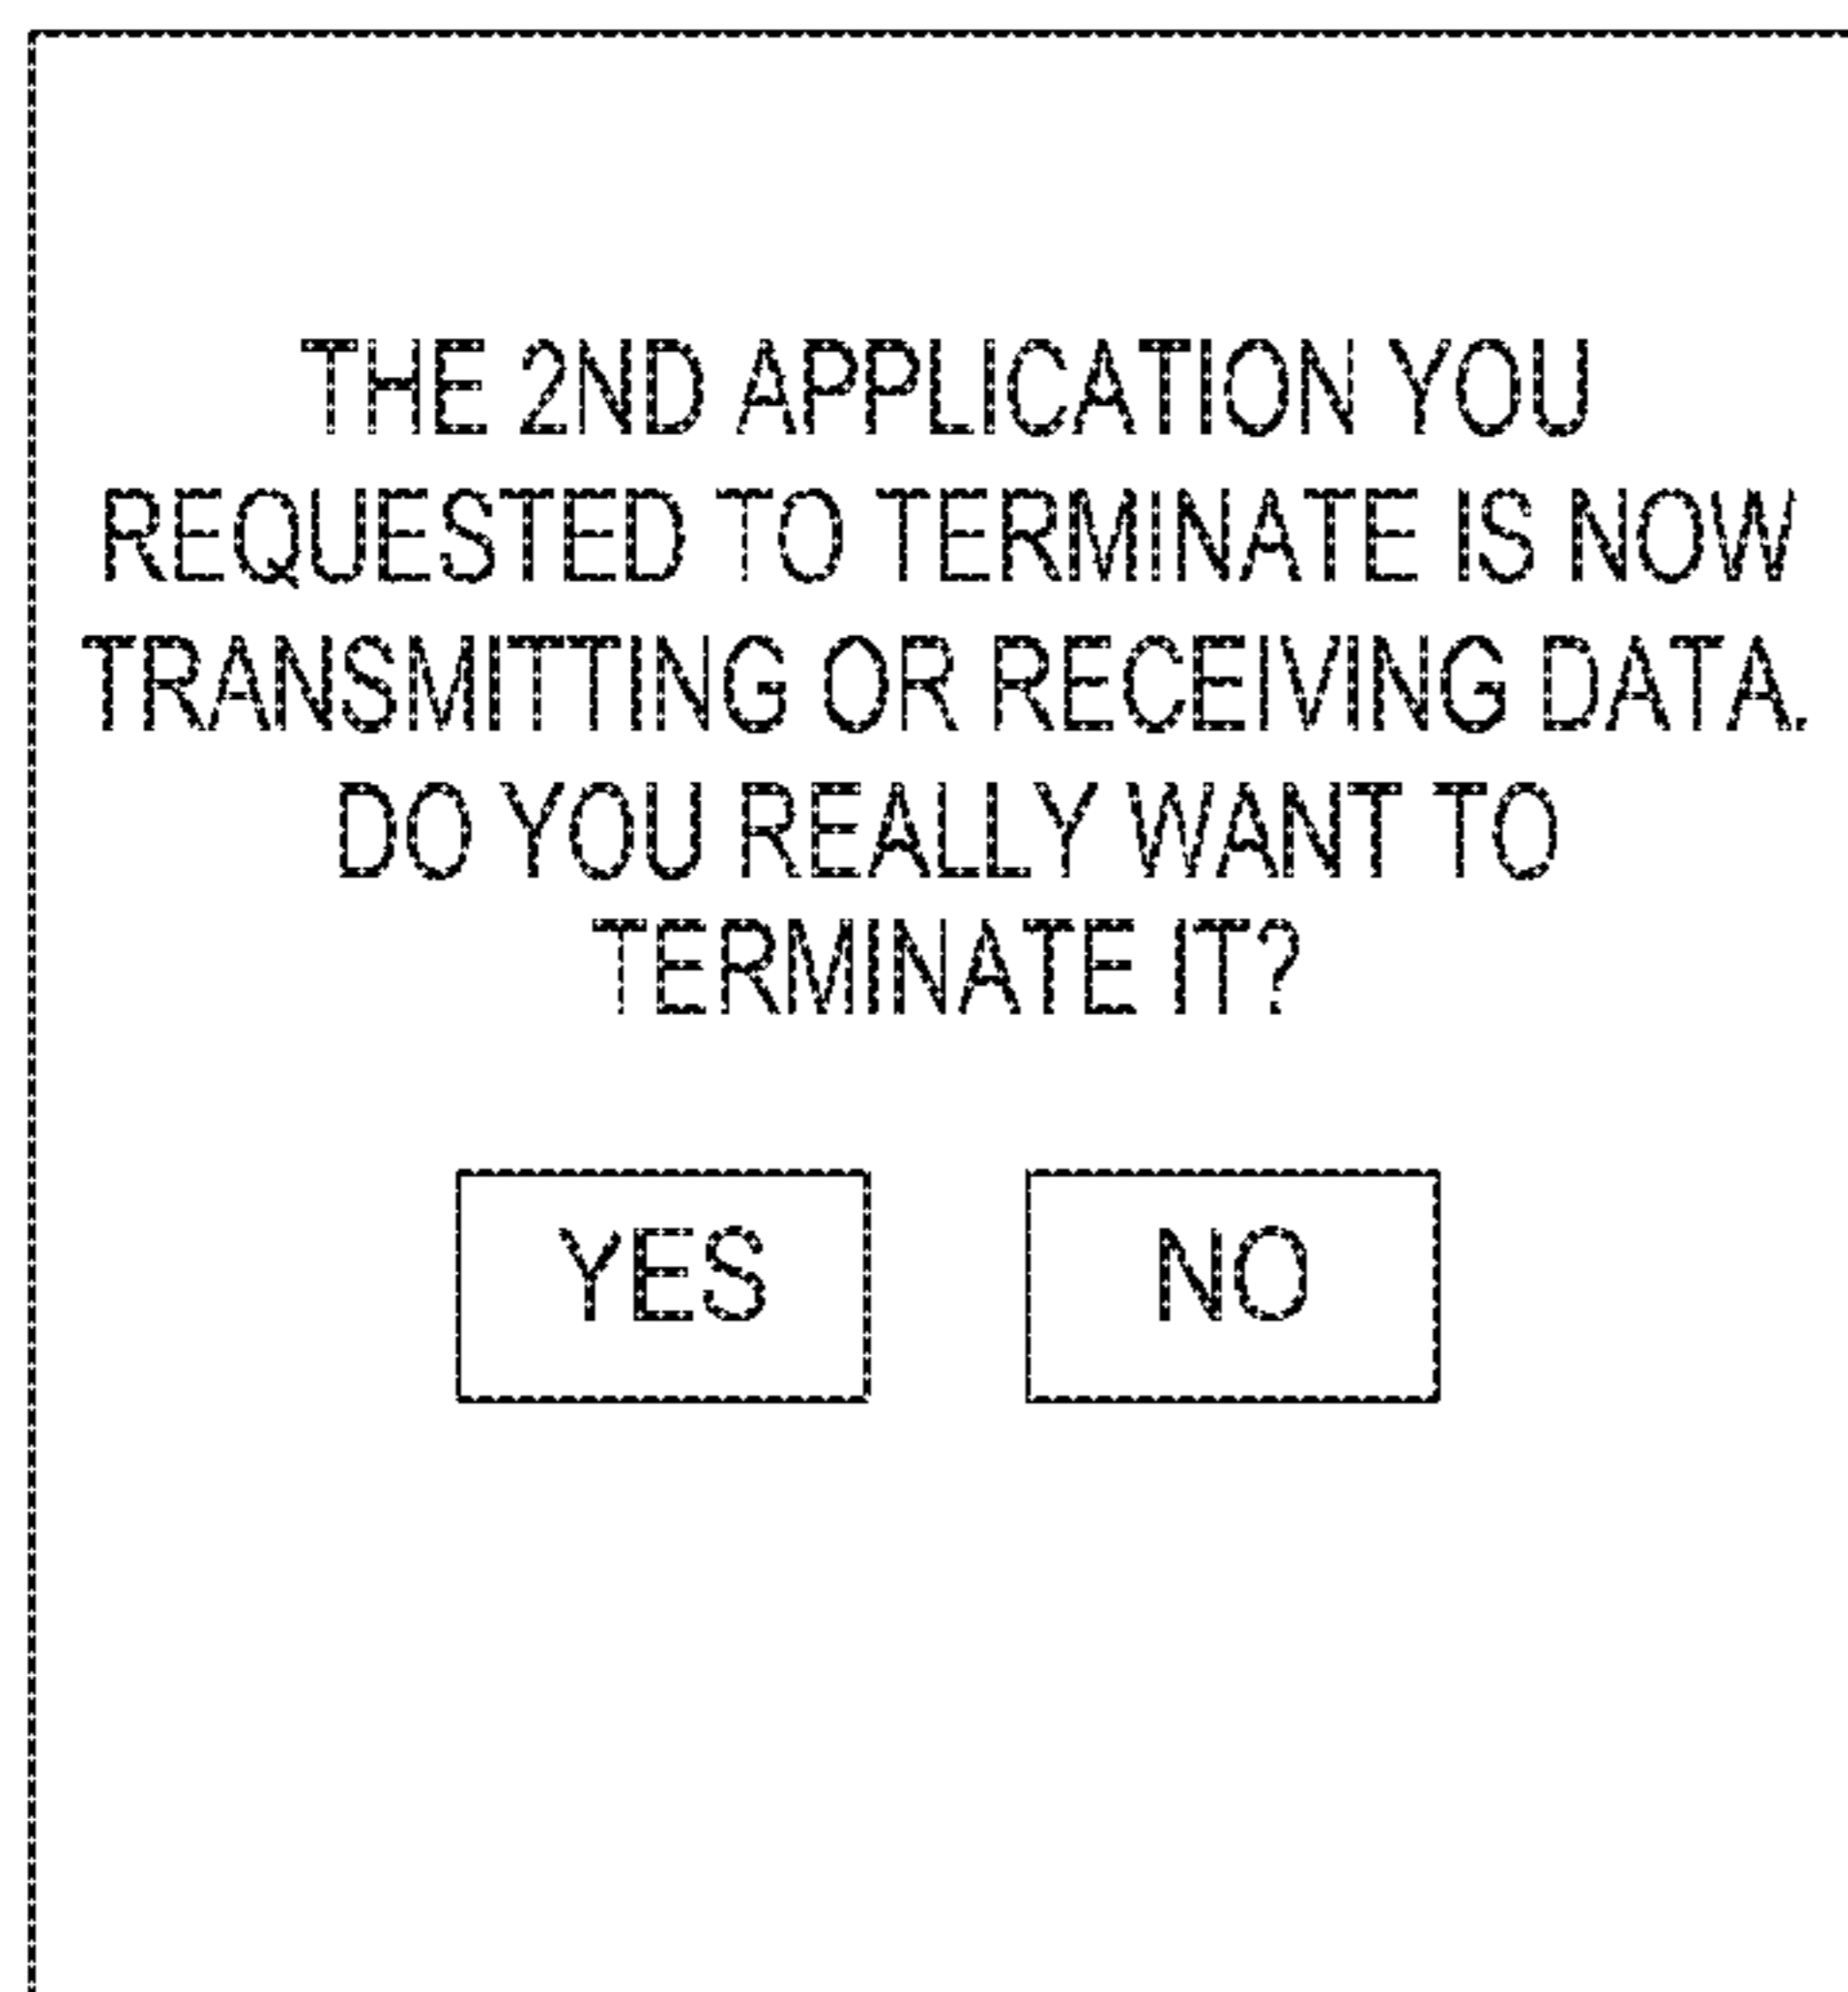 THE 2ND APPLICATION YOU
REQUESTED TO TERMINATE IS NOW
TRANSMITTING OR RECEIVING DATA.
DO YOU REALLY WANT TO
TERMINATE IT?
YES NO